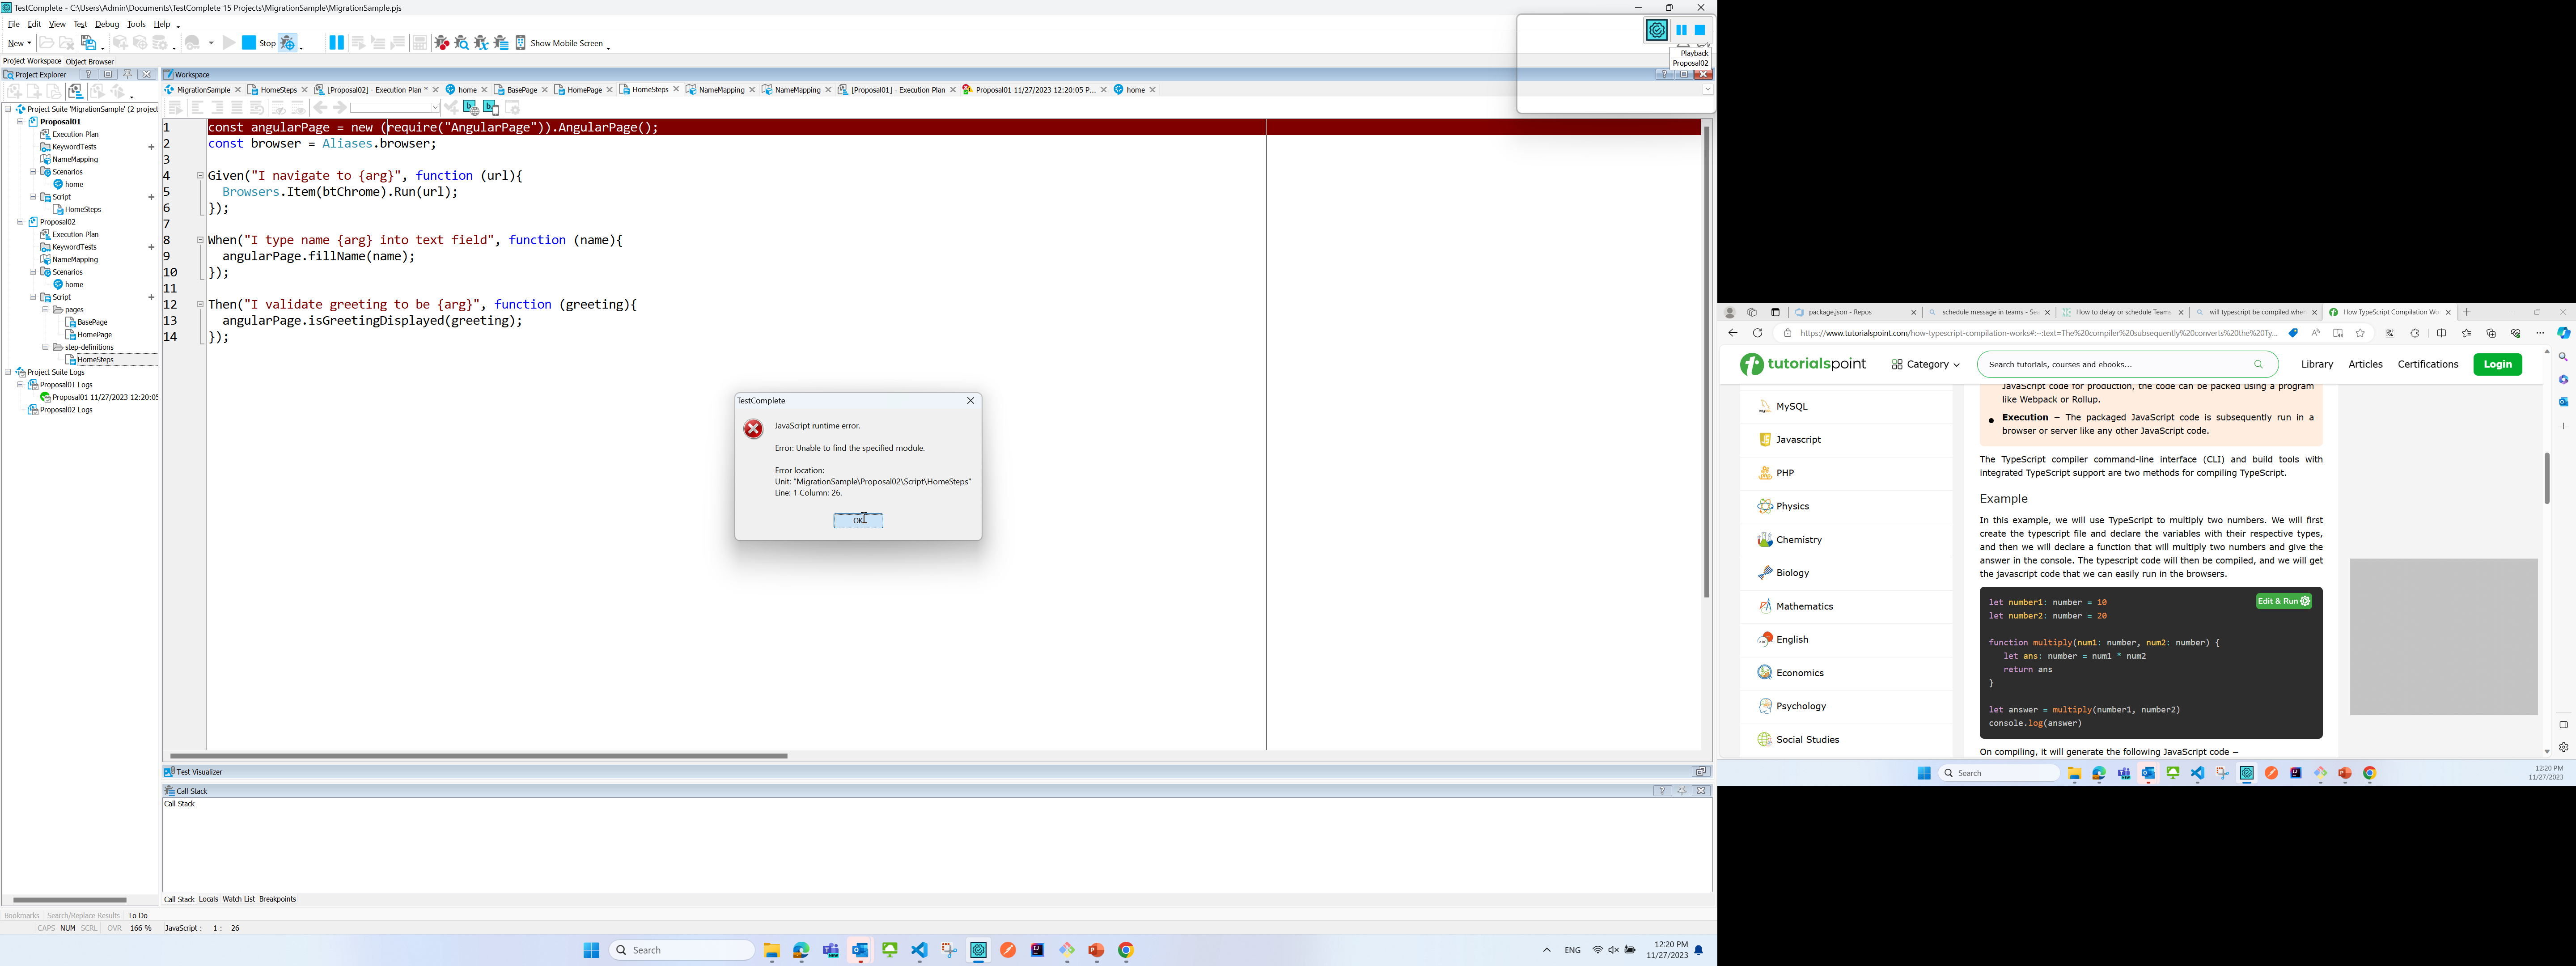 TestComplete - C:\Users\Admin\Documents\TestComplete 15 Projects\MigrationSample\MigrationSample.pjs
File Edit View Test Debug Tools Help
New Stop Show Mobile Screen
Playback
Proposal02
Project Workspace Object Browser
Project Explorer
Project Suite 'MigrationSample' (2 project
Proposal01
Execution Plan
KeywordTests
NameMapping
Scenarios
home
Script
HomeSteps
Proposal02
Execution Plan
KeywordTests
NameMapping
Scenarios
home
Script
pages
BasePage
HomePage
step-definitions
HomeSteps
Project Suite Logs
Proposal01 Logs
Proposal01 11/27/2023 12:20:05
Proposal02 Logs
Workspace
MigrationSample HomeSteps [Proposal02] - Execution Plan * home BasePage HomePage HomeSteps NameMapping NameMapping [Proposal01] - Execution Plan Proposal01 11/27/2023 12:20:05 P... home
1 const angularPage = new (require("AngularPage")).AngularPage();
2 const browser = Aliases.browser;
3
4 Given("I navigate to {arg}", function (url){
5 Browsers.Item(btChrome).Run(url);
6 });
7
8 When("I type name {arg} into text field", function (name){
9 angularPage.fillName(name);
10 });
11
12 Then("I validate greeting to be {arg}", function (greeting){
13 angularPage.isGreetingDisplayed(greeting);
14 });
TestComplete
JavaScript runtime error.
Error: Unable to find the specified module.
Error location:
Unit: "MigrationSample\Proposal02\Script\HomeSteps"
Line: 1 Column: 26.
OK
Test Visualizer
Call Stack
Call Stack
Call Stack Locals Watch List Breakpoints
Bookmarks Search/Replace Results To Do
CAPS NUM SCRL OVR 166 % JavaScript : 1 : 26
Search
ENG
12:20 PM
11/27/2023
package.json - Repos schedule message in teams - Sea How to delay or schedule Teams will typescript be compiled when How TypeScript Compilation Wo
https://www.tutorialspoint.com/how-typescript-compilation-works#:~:text=The%20compiler%20subsequently%20converts%20the%20Ty...
tutorialspoint
Category
Search tutorials, courses and ebooks...
Library Articles Certifications Login
MySQL
Javascript
PHP
Physics
Chemistry
Biology
Mathematics
English
Economics
Psychology
Social Studies
JavaScript code for production, the code can be packed using a program
like Webpack or Rollup.
Execution − The packaged JavaScript code is subsequently run in a
browser or server like any other JavaScript code.
The TypeScript compiler command-line interface (CLI) and build tools with
integrated TypeScript support are two methods for compiling TypeScript.
Example
In this example, we will use TypeScript to multiply two numbers. We will first
create the typescript file and declare the variables with their respective types,
and then we will declare a function that will multiply two numbers and give the
answer in the console. The typescript code will then be compiled, and we will get
the javascript code that we can easily run in the browsers.
Edit & Run
let number1: number = 10
let number2: number = 20
function multiply(num1: number, num2: number) {
let ans: number = num1 * num2
return ans
}
let answer = multiply(number1, number2)
console.log(answer)
On compiling, it will generate the following JavaScript code −
Search
12:20 PM
11/27/2023